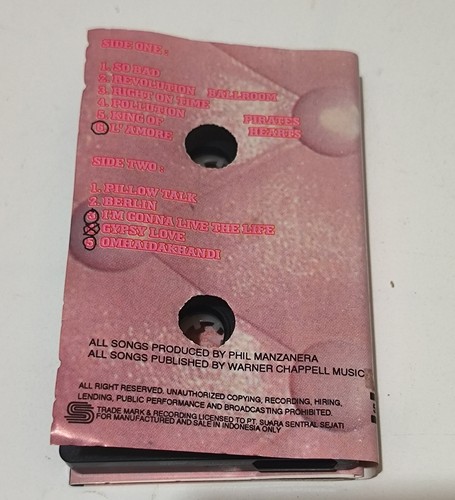 SIDE ONE:
1. SO BAD
2. REVOLUTION BALLROOM
3. RIGHT ON TIME
4. POLLUTION
5. KING OF PIRATES
6. L'AMORE HEARTS
SIDE TWO:
1. PILLOW TALK
2. BERLIN
3. I'M GONNA LIVE THE LIFE
4. GYPSY LOVE
5 OMHAIDAKHANDI
ALL SONGS PRODUCED BY PHIL MANZANERA
ALL SONGS PUBLISHED BY WARNER CHAPPELL MUSIC
ALL RIGHT RESERVED. UNAUTHORIZED COPYING, RECORDING, HIRING,
LENDING, PUBLIC PERFORMANCE AND BROADCASTING PROHIBITED.
TRADE MARK & RECORDING LICENSED TO PT. SUARA SENTRAL SEJATI
FOR MANUFACTURED AND SALE IN INDONESIA ONLY